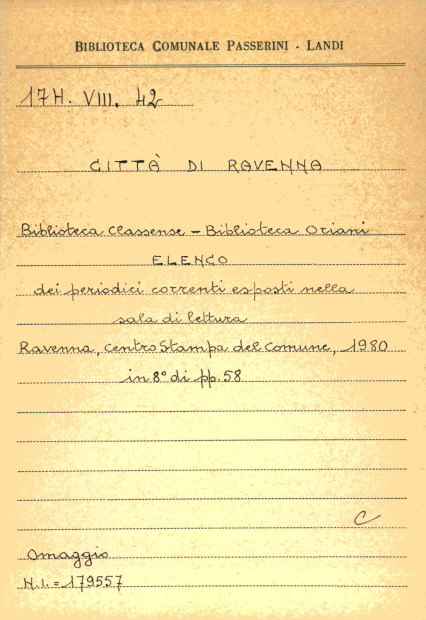 BIBLIOTECA COMUNALE PASSERINI - LANDI
17H. VIII. 42
CITTÀ DI RAVENNA
Biblioteca Classense - Biblioteca Oriani
ELENCO
dei periodici correnti esposti nella
sala di lettura
Ravenna, Centro Stampa del Comune, 1980
in 8° di pp. 58
C
Omaggio
N.I. = 179557